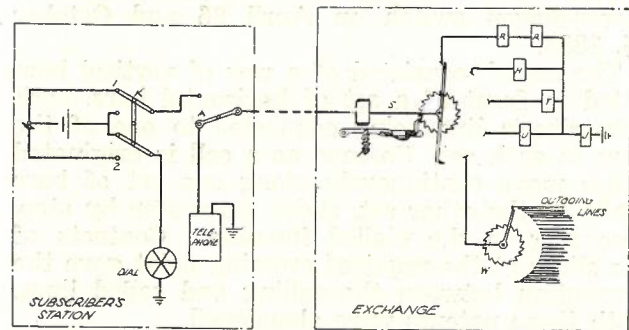 1
K
2
A
TELE-
PHONE
DIAL
SUBSCRIBER'S
STATION
S
R R
H
T
U
J
W
OUTGOING
LINES
EXCHANGE